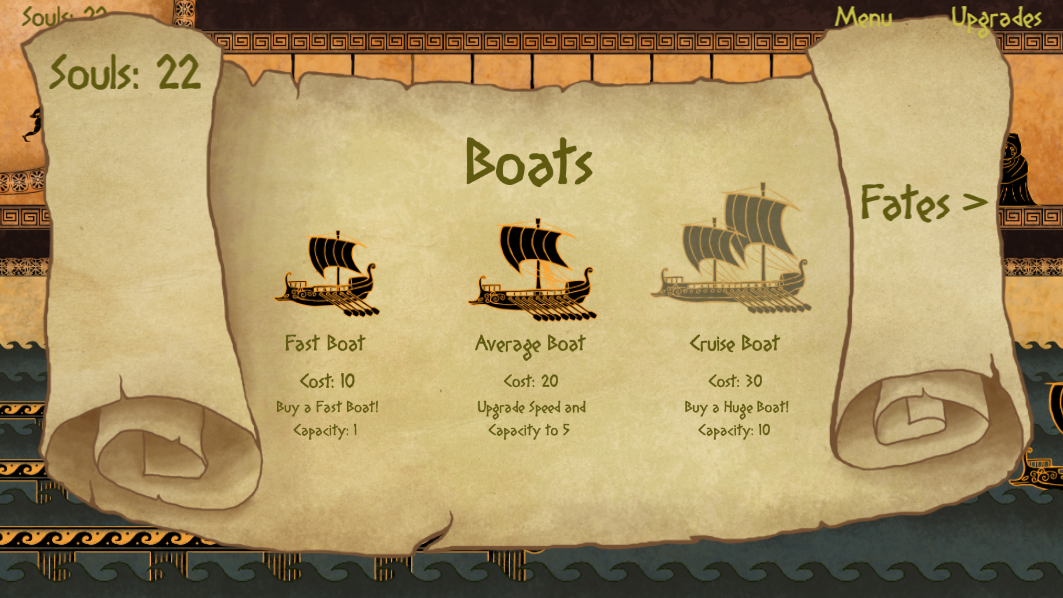 Souls: 22
Menu
Upgrades
Souls: 22
Boats
Fates >
Fast Boat
Cost: 10
Buy a Fast Boat!
Capacity: 1
Average Boat
Cost: 20
Upgrade Speed and
Capacity to 5
Cruise Boat
Cost: 30
Buy a Huge Boat!
Capacity: 10